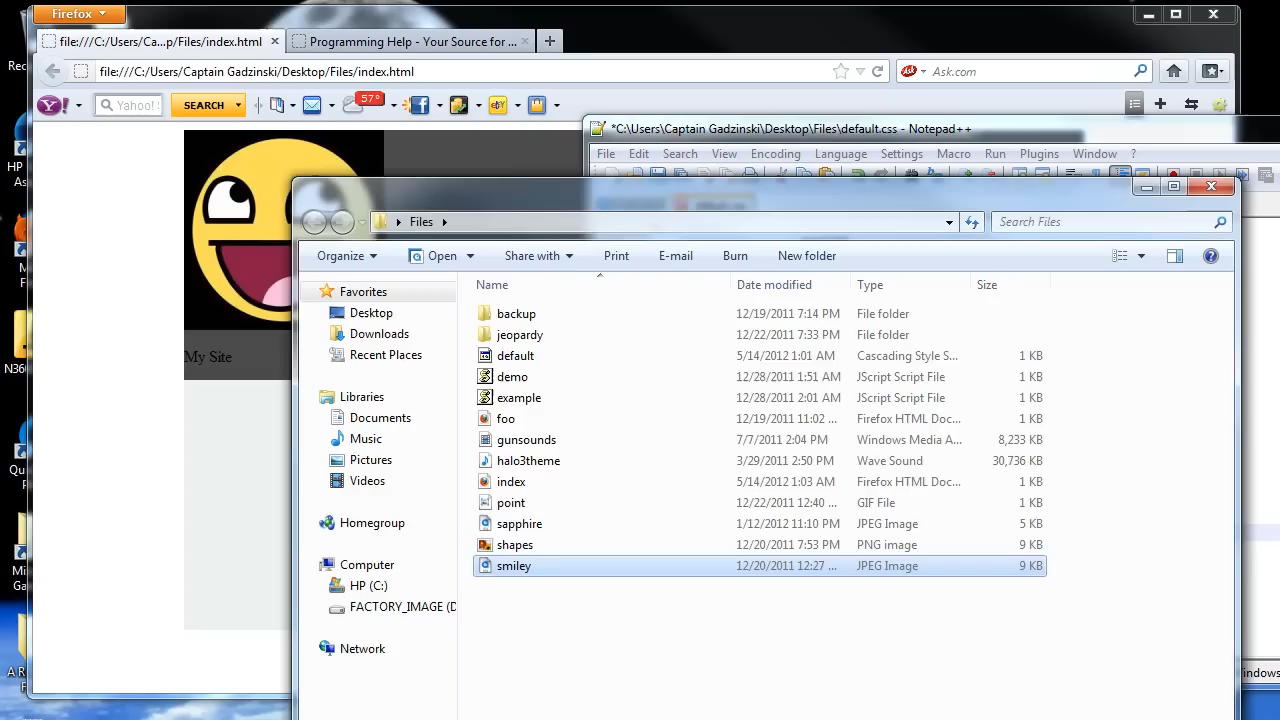 Firefox
file:///C:/Users/Ca...p/Files/index.html
Programming Help - Your Source for ...
file:///C:/Users/Captain Gadzinski/Desktop/Files/index.html
Ask.com
Yahoo!
SEARCH
57°
*C:\Users\Captain Gadzinski\Desktop\Files\default.css - Notepad++
File Edit Search View Encoding Language Settings Macro Run Plugins Window ?
Files
Search Files
Organize Open Share with Print E-mail Burn New folder
Name Date modified Type Size
Favorites
Desktop
Downloads
Recent Places
Libraries
Documents
Music
Pictures
Videos
Homegroup
Computer
HP (C:)
FACTORY_IMAGE (D
Network
backup 12/19/2011 7:14 PM File folder
jeopardy 12/22/2011 7:33 PM File folder
default 5/14/2012 1:01 AM Cascading Style S... 1 KB
demo 12/28/2011 1:51 AM JScript Script File 1 KB
example 12/28/2011 2:01 AM JScript Script File 1 KB
foo 12/19/2011 11:02 ... Firefox HTML Doc... 1 KB
gunsounds 7/7/2011 2:04 PM Windows Media A... 8,233 KB
halo3theme 3/29/2011 2:50 PM Wave Sound 30,736 KB
index 5/14/2012 1:03 AM Firefox HTML Doc... 1 KB
point 12/22/2011 12:40 ... GIF File 1 KB
sapphire 1/12/2012 11:10 PM JPEG Image 5 KB
shapes 12/20/2011 7:53 PM PNG image 9 KB
smiley 12/20/2011 12:27 ... JPEG Image 9 KB
My Site
Rec
HP
As
M
F
N360
Qu
P
Mi
G
A R
F
indows